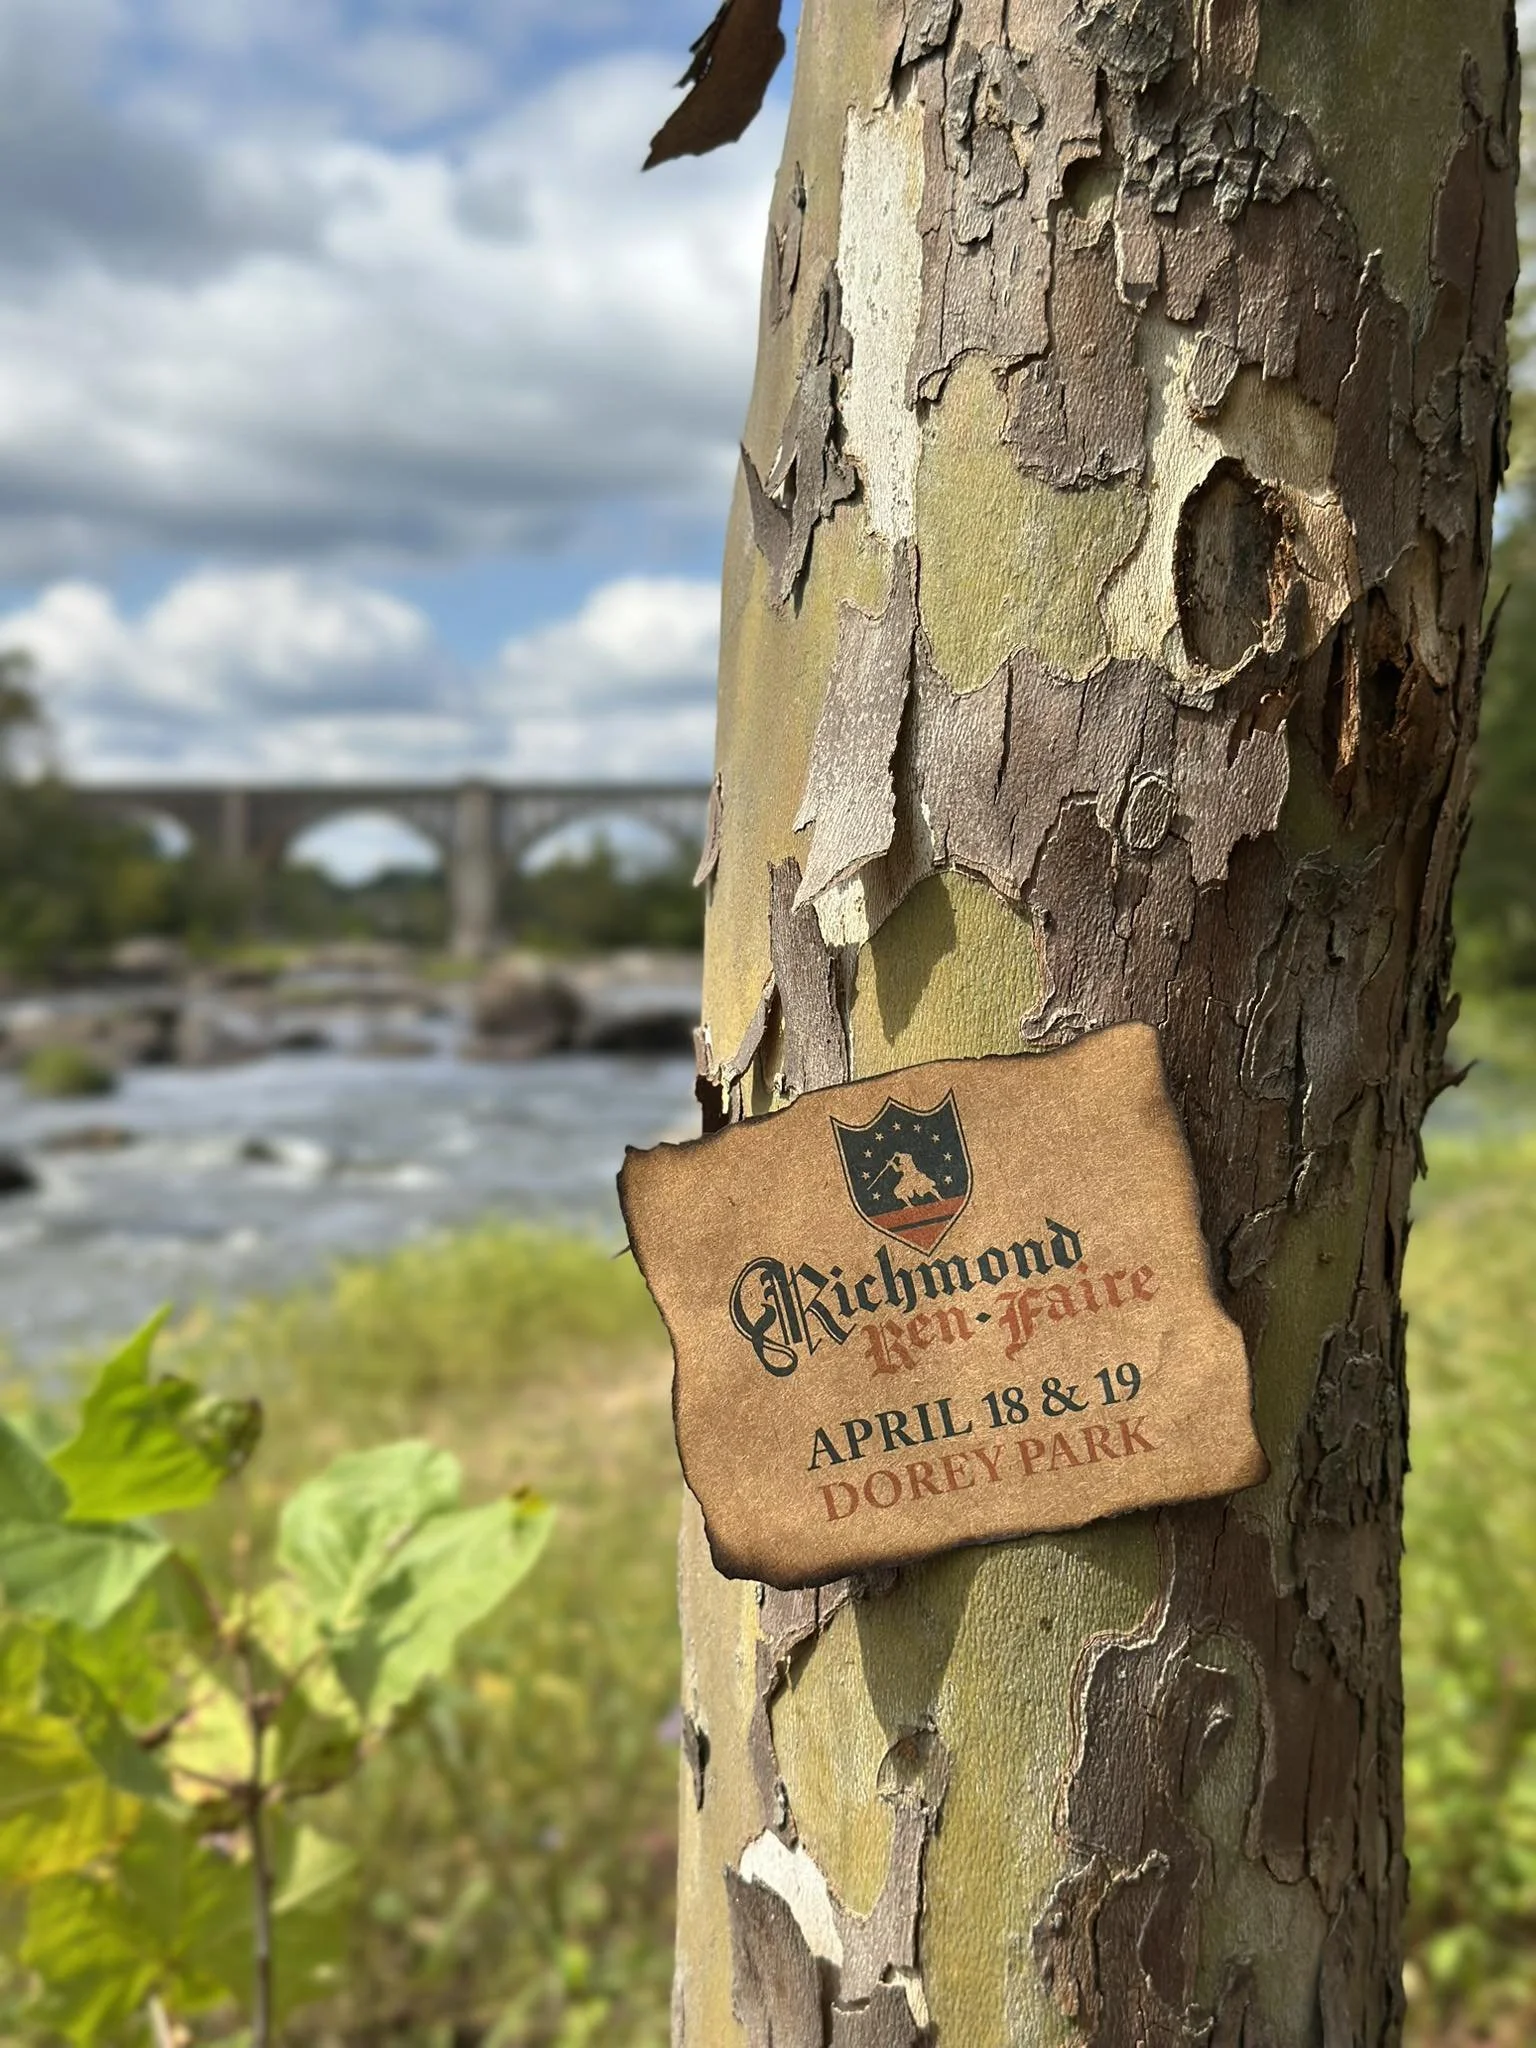 Richmond
Ren·Faire
APRIL 18 & 19
DOREY PARK